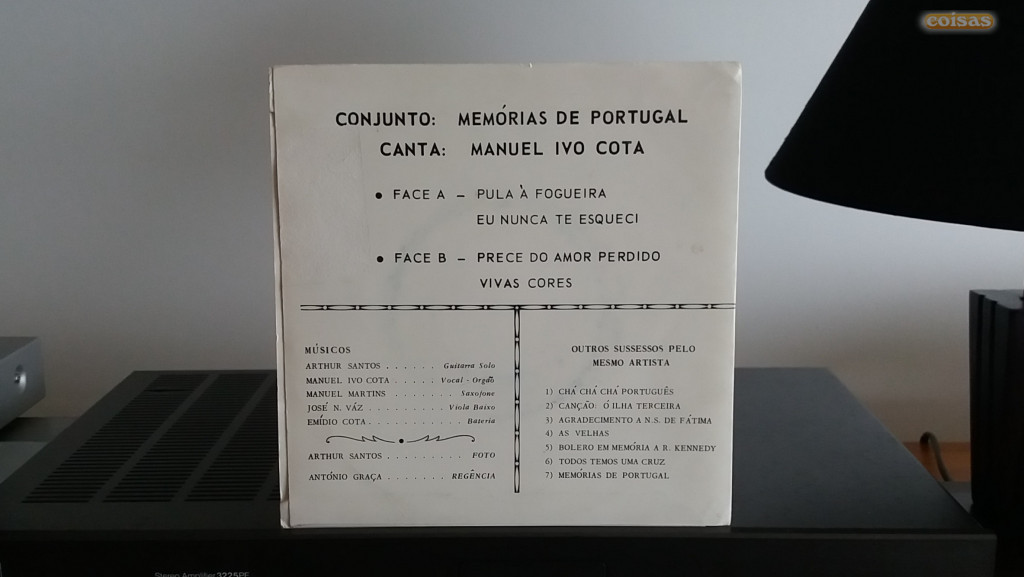 coisas
CONJUNTO: MEMÓRIAS DE PORTUGAL
CANTA: MANUEL IVO COTA
• FACE A – PULA À FOGUEIRA
EU NUNCA TE ESQUECI
• FACE B – PRECE DO AMOR PERDIDO
VIVAS CORES
MÚSICOS
ARTHUR SANTOS . . . . . . Guitarra Solo
MANUEL IVO COTA . . . . . Vocal - Orgão
MANUEL MARTINS . . . . . . . Saxofone
JOSÉ N. VÁZ . . . . . . . . . Viola Baixo
EMÍDIO COTA . . . . . . . . . . . Bateria
ARTHUR SANTOS . . . . . . . . . FOTO
ANTÓNIO GRAÇA . . . . . . . REGÊNCIA
OUTROS SUSSESSOS PELO
MESMO ARTISTA
1) CHÁ CHÁ CHÁ PORTUGUÊS
2) CANÇÃO: Ó ILHA TERCEIRA
3) AGRADECIMENTO A N.S. DE FÁTIMA
4) AS VELHAS
5) BOLERO EM MEMÓRIA A R. KENNEDY
6) TODOS TEMOS UMA CRUZ
7) MEMÓRIAS DE PORTUGAL
Stereo Amplifier 3225PE